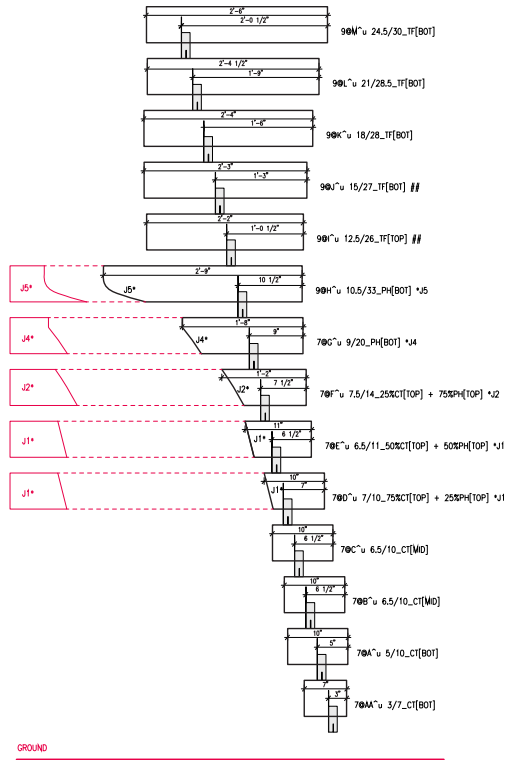 2'-6"
2'-0 1/2"
9@M^u 24.5/30_TF[BOT]
2'-4 1/2"
1'-9"
9@L^u 21/28.5_TF[BOT]
2'-4"
1'-6"
9@K^u 18/28_TF[BOT]
2'-3"
1'-3"
9@J^u 15/27_TF[BOT] ##
2'-2"
1'-0 1/2"
9@I^u 12.5/26_TF[TOP] ##
2'-9"
J5*
J5*
10 1/2"
9@H^u 10.5/33_PH[BOT] *J5
1'-8"
J4*
J4*
9"
7@G^u 9/20_PH[BOT] *J4
1'-2"
J2*
J2*
7 1/2"
7@F^u 7.5/14_25%CT[TOP] + 75%PH[TOP] *J2
11"
J1*
J1*
6 1/2"
7@E^u 6.5/11_50%CT[TOP] + 50%PH[TOP] *J1
10"
J1*
J1*
7"
7@D^u 7/10_75%CT[TOP] + 25%PH[TOP] *J1
10"
6 1/2"
7@C^u 6.5/10_CT[MID]
10"
6 1/2"
7@B^u 6.5/10_CT[MID]
10"
5"
7@A^u 5/10_CT[BOT]
7"
3"
7@AA^u 3/7_CT[BOT]
GROUND